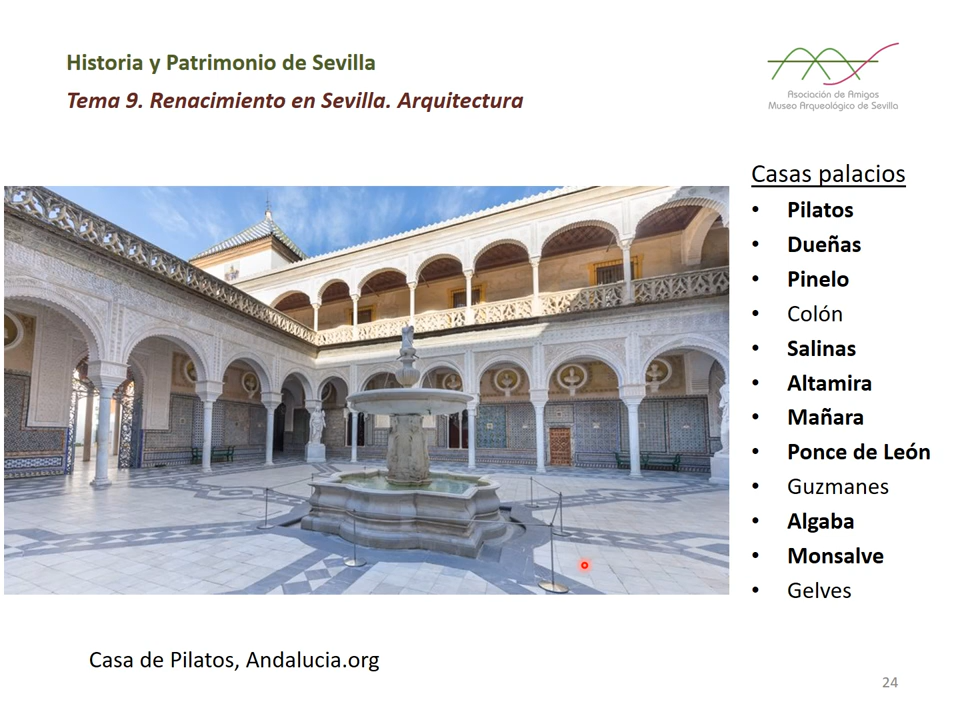 Historia y Patrimonio de Sevilla
Tema 9. Renacimiento en Sevilla. Arquitectura
Asociación de Amigos
Museo Arqueológico de Sevilla
Casas palacios
• Pilatos
• Dueñas
• Pinelo
• Colón
• Salinas
• Altamira
• Mañara
• Ponce de León
• Guzmanes
• Algaba
• Monsalve
• Gelves
Casa de Pilatos, Andalucia.org
24